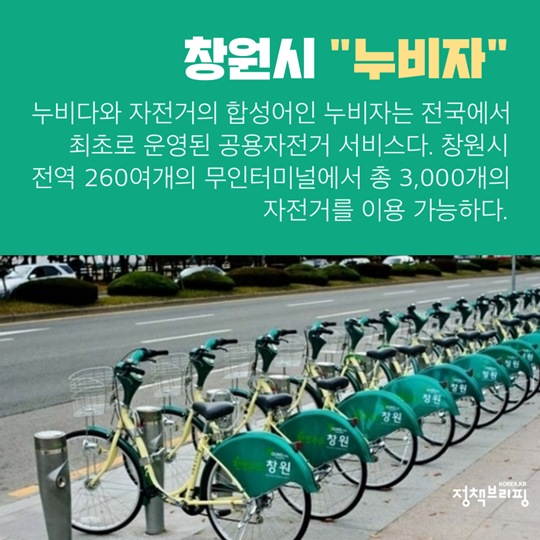 창원시 "누비자"
누비다와 자전거의 합성어인 누비자는 전국에서
최초로 운영된 공용자전거 서비스다. 창원시
전역 260여개의 무인터미널에서 총 3,000개의
자전거를 이용 가능하다.
창원
창원
창원
KOREA.KR
정책브리핑